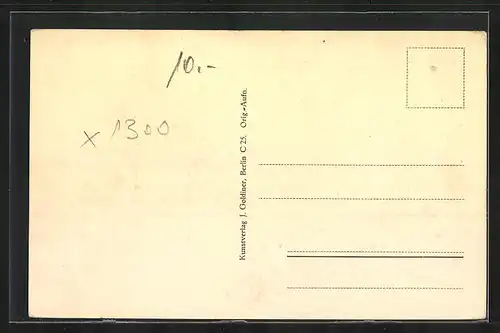 10.-
x 1300
Kunstverlag J. Goldiner, Berlin C 25. Orig.-Aufn.